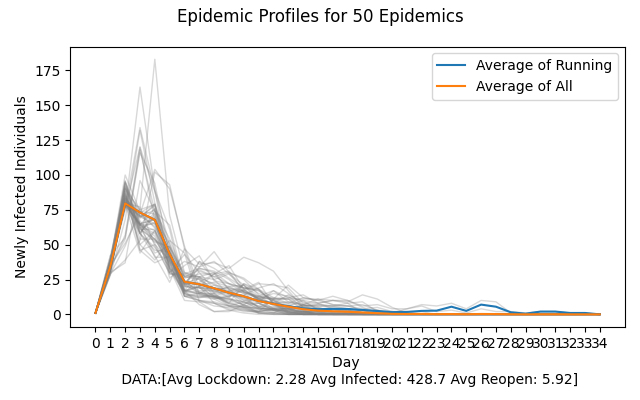 Epidemic Profiles for 50 Epidemics
Average of Running
Average of All
Newly Infected Individuals
175
150
125
100
75
50
25
0
0 1 2 3 4 5 6 7 8 9 10 11 12 13 14 15 16 17 18 19 20 21 22 23 24 25 26 27 28 29 30 31 32 33 34
Day
DATA:[Avg Lockdown: 2.28 Avg Infected: 428.7 Avg Reopen: 5.92]